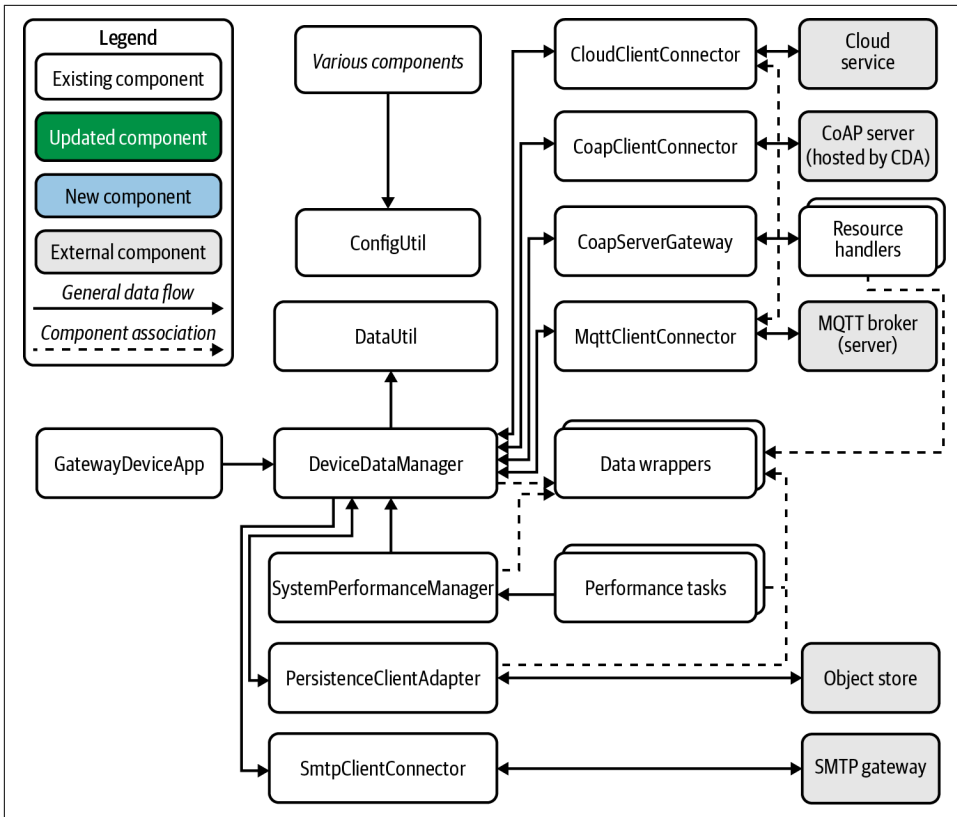 Legend
Existing component
Updated component
New component
External component
General data flow
Component association
Various components
ConfigUtil
DataUtil
GatewayDeviceApp
DeviceDataManager
SystemPerformanceManager
PersistenceClientAdapter
SmtpClientConnector
CloudClientConnector
CoapClientConnector
CoapServerGateway
MqttClientConnector
Data wrappers
Performance tasks
Cloud
service
CoAP server
(hosted by CDA)
Resource
handlers
MQTT broker
(server)
Object store
SMTP gateway